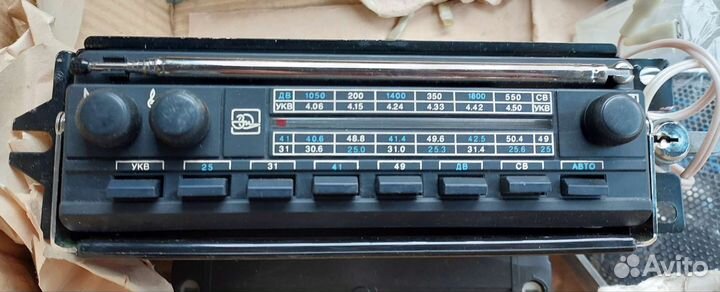 ДВ 1050 200 1400 350 1800 550 СВ
УКВ 4.06 4.15 4.24 4.33 4.42 4.50 УКВ
41 40.6 48.8 41.4 49.6 42.5 50.4 49
31 30.6 25.0 31.0 25.3 31.4 25.6 25
УКВ 25 31 41 49 ДВ СВ АВТО
Avito